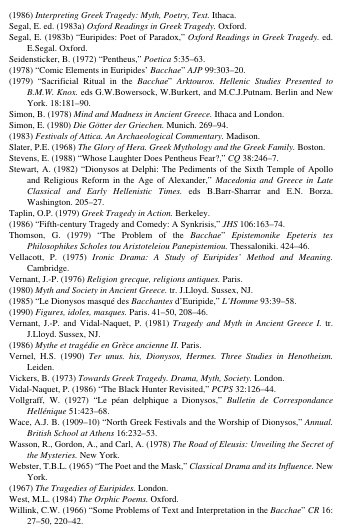 (1986) Interpreting Greek Tragedy: Myth, Poetry, Text. Ithaca.
Segal, E. ed. (1983a) Oxford Readings in Greek Tragedy. Oxford.
Segal, E. (1983b) "Euripides: Poet of Paradox," Oxford Readings in Greek Tragedy. ed.
E.Segal. Oxford.
Seidensticker, B. (1972) "Pentheus," Poetica 5:35–63.
(1978) "Comic Elements in Euripides' Bacchae" AJP 99:303–20.
(1979) "Sacrificial Ritual in the Bacchae" Arktouros. Hellenic Studies Presented to
B.M.W. Knox. eds G.W.Bowersock, W.Burkert, and M.C.J.Putnam. Berlin and New
York. 18:181–90.
Simon, B. (1978) Mind and Madness in Ancient Greece. Ithaca and London.
Simon, E. (1980) Die Götter der Griechen. Munich. 269–94.
(1983) Festivals of Attica. An Archaeological Commentary. Madison.
Slater, P.E. (1968) The Glory of Hera. Greek Mythology and the Greek Family. Boston.
Stevens, E. (1988) "Whose Laughter Does Pentheus Fear?," CQ 38:246–7.
Stewart, A. (1982) "Dionysos at Delphi: The Pediments of the Sixth Temple of Apollo
and Religious Reform in the Age of Alexander," Macedonia and Greece in Late
Classical and Early Hellenistic Times. eds B.Barr-Sharrar and E.N. Borza.
Washington. 205–27.
Taplin, O.P. (1979) Greek Tragedy in Action. Berkeley.
(1986) "Fifth-century Tragedy and Comedy: A Synkrisis," JHS 106:163–74.
Thomson, G. (1979) "The Problem of the Bacchae" Epistemonike Epeteris tes
Philosophikes Scholes tou Aristoteleiou Panepistemiou. Thessaloniki. 424–46.
Vellacott, P. (1975) Ironic Drama: A Study of Euripides' Method and Meaning.
Cambridge.
Vernant, J.-P. (1976) Religion grecque, religions antiques. Paris.
(1980) Myth and Society in Ancient Greece. tr. J.Lloyd. Sussex, NJ.
(1985) "Le Dionysos masqué des Bacchantes d'Euripide," L'Homme 93:39–58.
(1990) Figures, idoles, masques. Paris. 41–50, 208–46.
Vernant, J.-P. and Vidal-Naquet, P. (1981) Tragedy and Myth in Ancient Greece I. tr.
J.Lloyd. Sussex, NJ.
(1986) Mythe et tragédie en Grèce ancienne II. Paris.
Vernel, H.S. (1990) Ter unus. his, Dionysos, Hermes. Three Studies in Henotheism.
Leiden.
Vickers, B. (1973) Towards Greek Tragedy. Drama, Myth, Society. London.
Vidal-Naquet, P. (1986) "The Black Hunter Revisited," PCPS 32:126–44.
Vollgraff, W. (1927) "Le péan delphique a Dionysos," Bulletin de Correspondance
Hellénique 51:423–68.
Wace, A.J. B. (1909–10) "North Greek Festivals and the Worship of Dionysos," Annual.
British School at Athens 16:232–53.
Wasson, R., Gordon, A., and Carl, A. (1978) The Road of Eleusis: Unveiling the Secret of
the Mysteries. New York.
Webster, T.B.L. (1965) "The Poet and the Mask," Classical Drama and its Influence. New
York.
(1967) The Tragedies of Euripides. London.
West, M.L. (1984) The Orphic Poems. Oxford.
Willink, C.W. (1966) "Some Problems of Text and Interpretation in the Bacchae" CR 16:
27–50, 220–42.